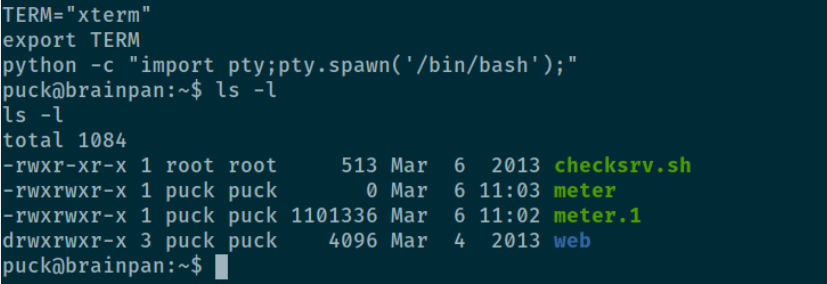 TERM="xterm"
export TERM
python -c "import pty;pty.spawn('/bin/bash');"
puck@brainpan:~$ ls -l
ls -l
total 1084
-rwxr-xr-x 1 root root     513 Mar  6  2013 checksrv.sh
-rwxrwxr-x 1 puck puck       0 Mar  6 11:03 meter
-rwxrwxr-x 1 puck puck 1101336 Mar  6 11:02 meter.1
drwxrwxr-x 3 puck puck    4096 Mar  4  2013 web
puck@brainpan:~$